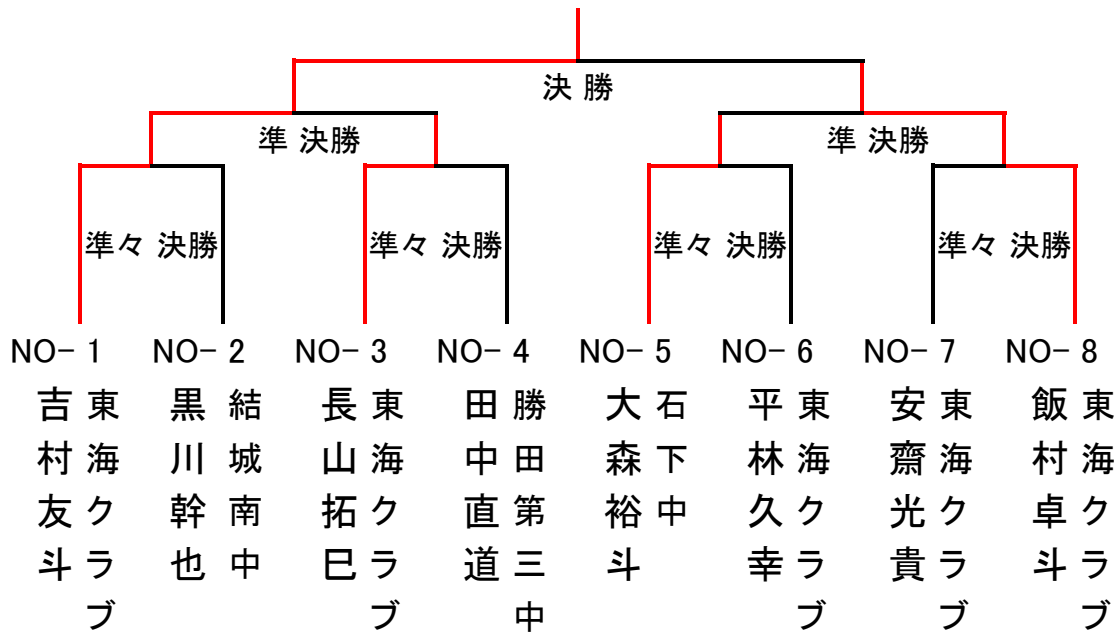 決 勝
準 決勝
準 決勝
準々 決勝
準々 決勝
準々 決勝
準々 決勝
NO- 1
NO- 2
NO- 3
NO- 4
NO- 5
NO- 6
NO- 7
NO- 8
吉村友斗
東海クラブ
黒川幹也
結城南中
長山拓巳
東海クラブ
田中直道
勝田第三中
大森裕斗
石下中
平林久幸
東海クラブ
安齋光貴
東海クラブ
飯村卓斗
東海クラブ